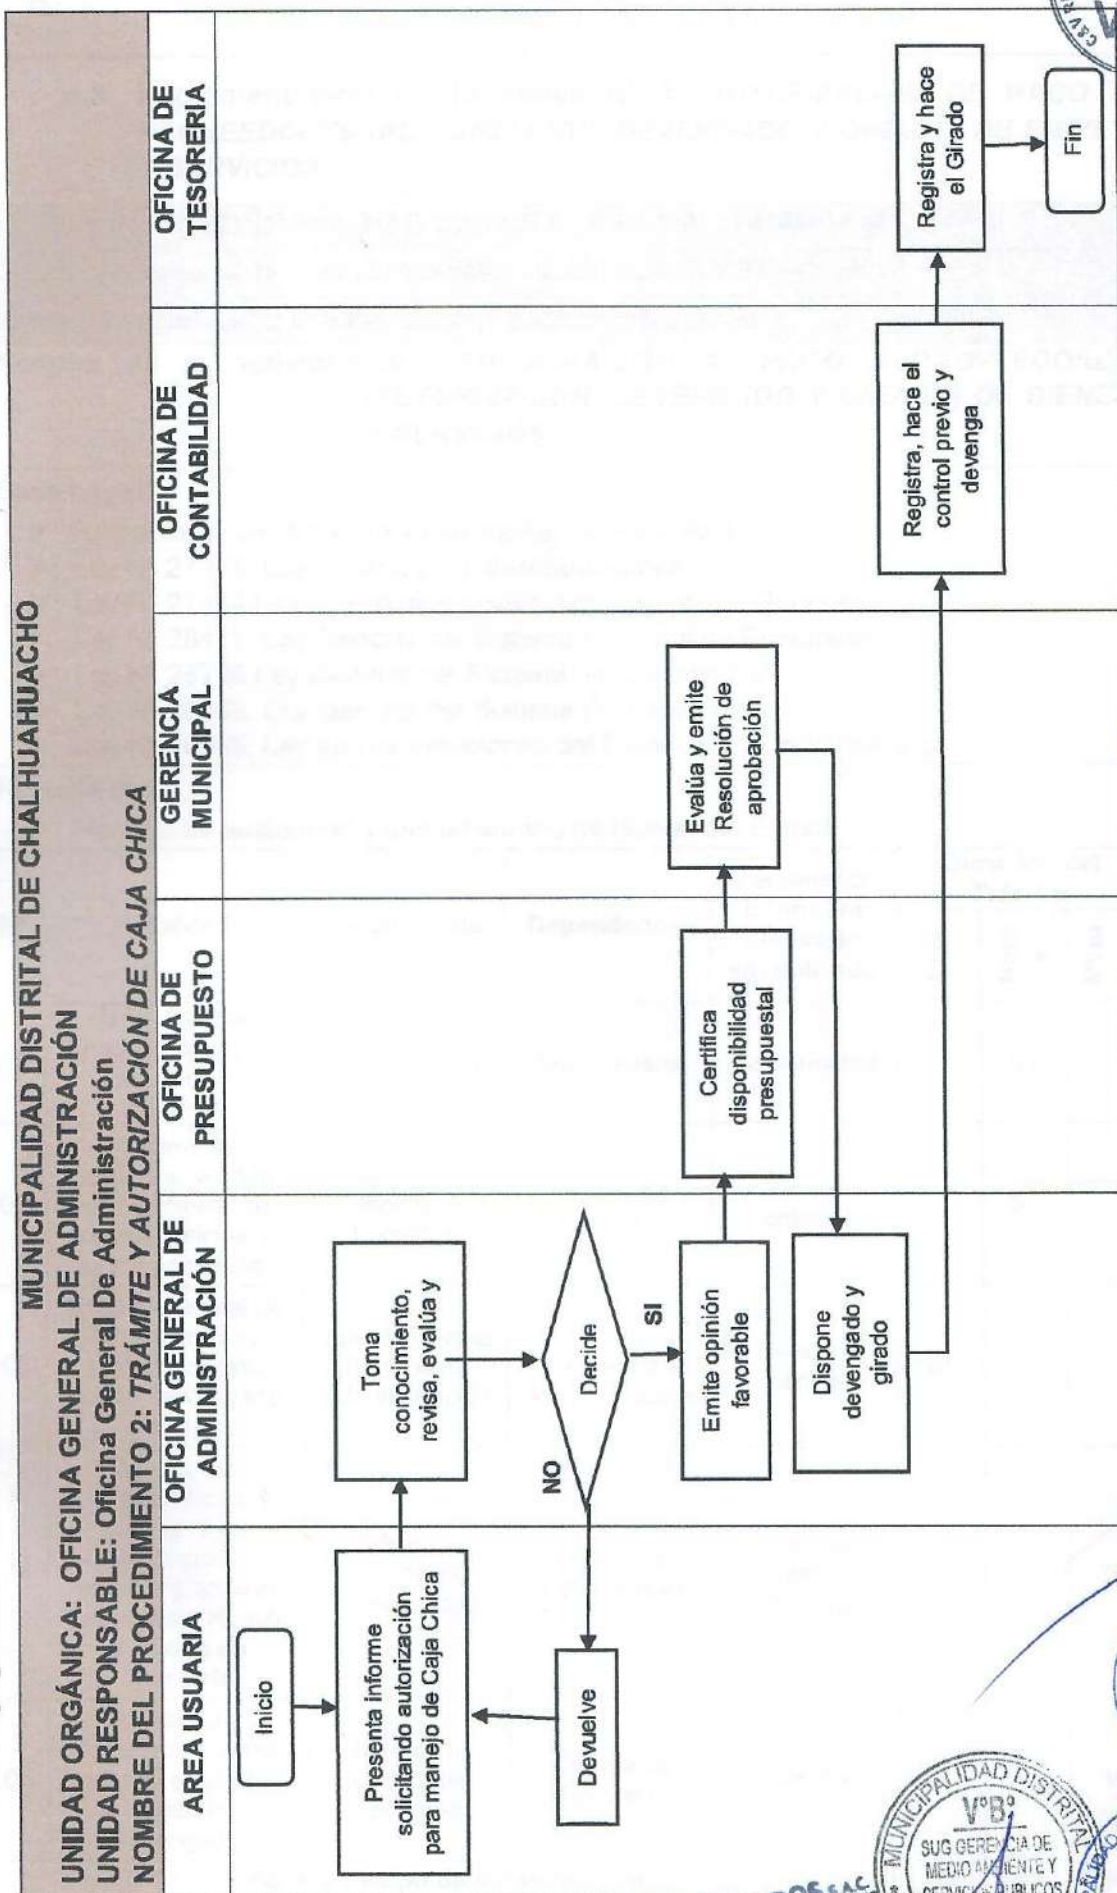 MUNICIPALIDAD DISTRITAL DE CHALHUAHUACHO
UNIDAD ORGÁNICA: OFICINA GENERAL DE ADMINISTRACIÓN
UNIDAD RESPONSABLE: Oficina General De Administración
NOMBRE DEL PROCEDIMIENTO 2: TRÁMITE Y AUTORIZACIÓN DE CAJA CHICA
AREA USUARIA
OFICINA GENERAL DE
ADMINISTRACIÓN
OFICINA DE
PRESUPUESTO
GERENCIA
MUNICIPAL
OFICINA DE
CONTABILIDAD
OFICINA DE
TESORERIA
Inicio
Presenta informe
solicitando autorización
para manejo de Caja Chica
Toma
conocimiento,
revisa, evalúa y
Decide
NO
Devuelve
SI
Emite opinión
favorable
Certifica
disponibilidad
presupuestal
Evalúa y emite
Resolución de
aprobación
Dispone
devengado y
girado
Registra, hace el
control previo y
devenga
Registra y hace
el Girado
Fin
MUNICIPALIDAD DISTRITAL
V°B°
SUG GERENCIA DE
MEDIO AMBIENTE Y
SERVICIOS PUBLICOS